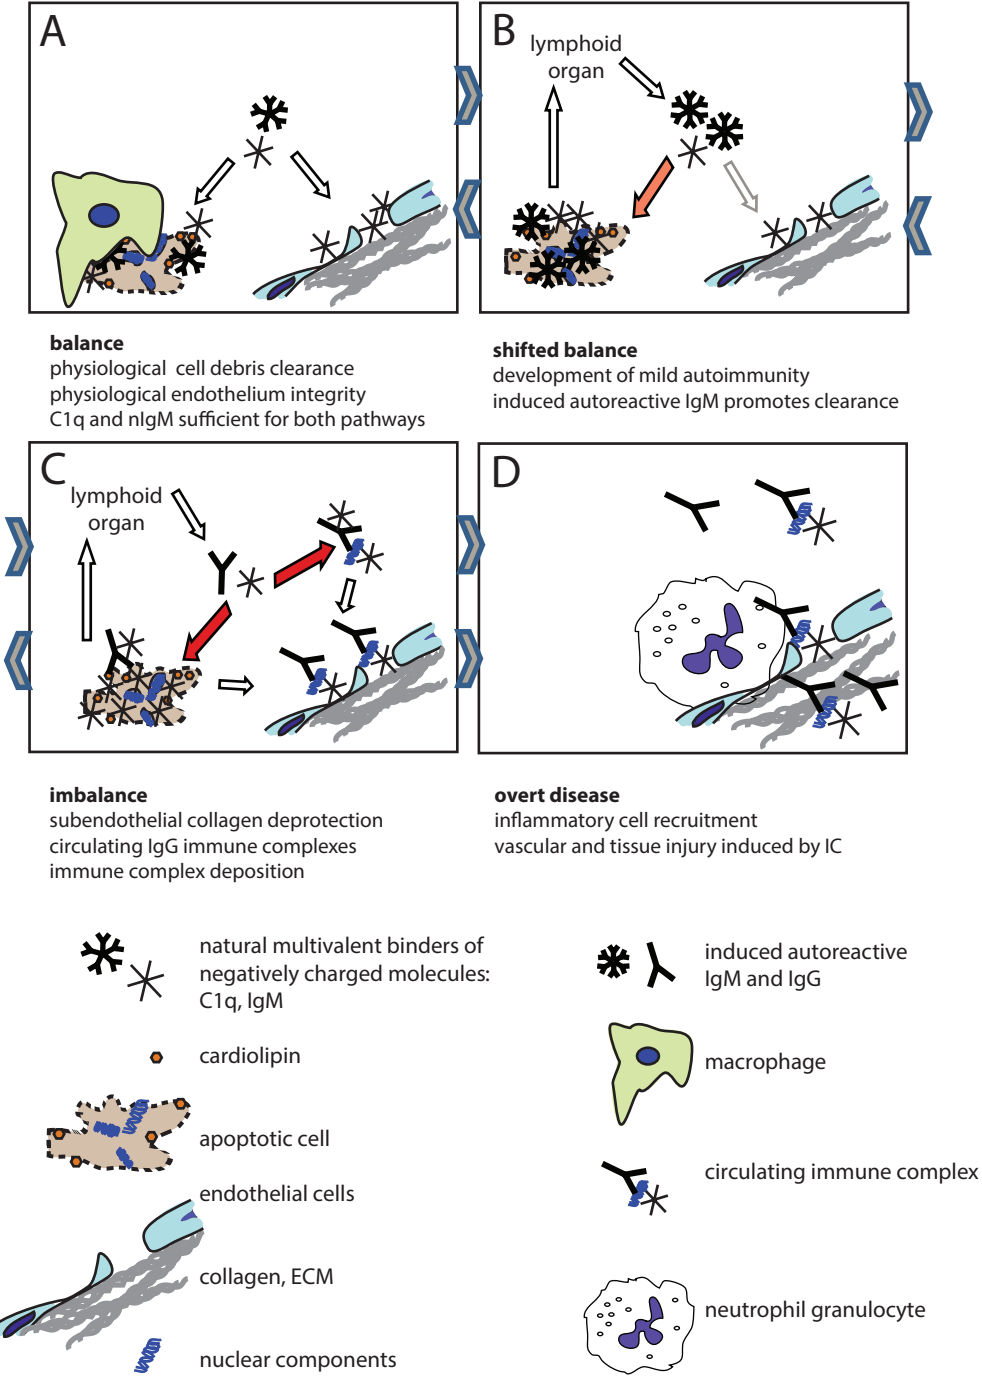 A
B
lymphoid
organ
balance
physiological cell debris clearance
physiological endothelium integrity
C1q and nIgM sufficient for both pathways
shifted balance
development of mild autoimmunity
induced autoreactive IgM promotes clearance
C
lymphoid
organ
D
imbalance
subendothelial collagen deprotection
circulating IgG immune complexes
immune complex deposition
overt disease
inflammatory cell recruitment
vascular and tissue injury induced by IC
natural multivalent binders of
negatively charged molecules:
C1q, IgM
cardiolipin
apoptotic cell
endothelial cells
collagen, ECM
nuclear components
induced autoreactive
IgM and IgG
macrophage
circulating immune complex
neutrophil granulocyte